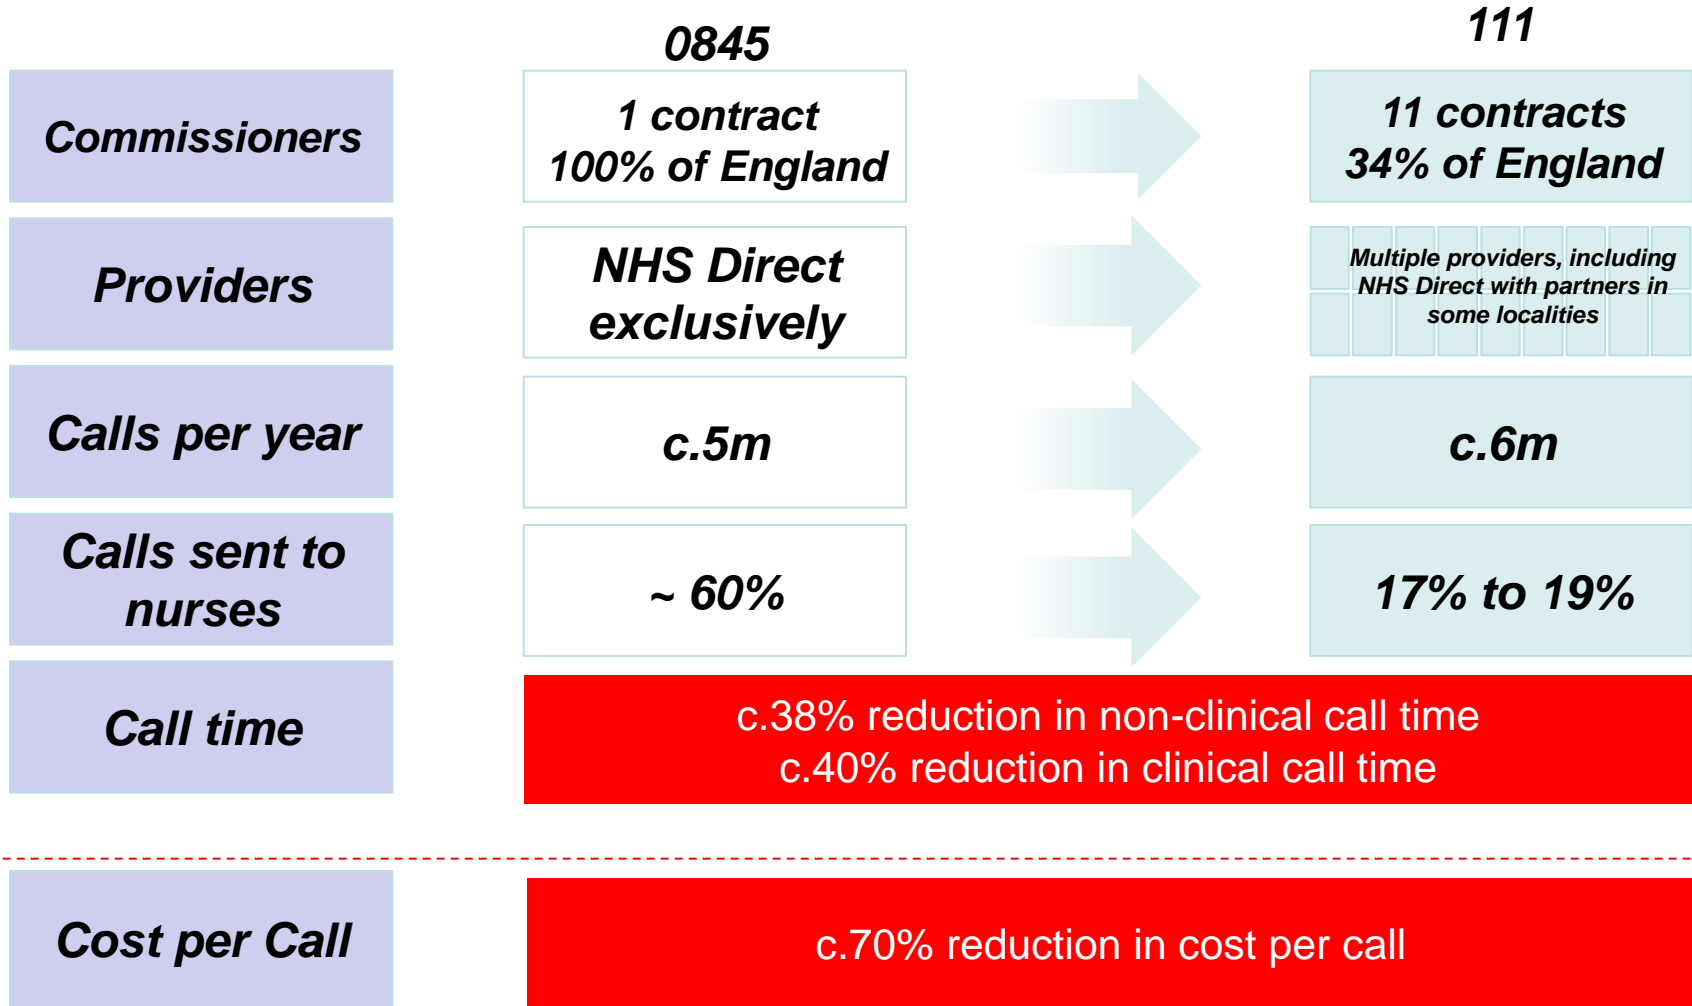 0845
111
Commissioners
1 contract
100% of England
11 contracts
34% of England
Providers
NHS Direct
exclusively
Multiple providers, including
NHS Direct with partners in
some localities
Calls per year
c.5m
c.6m
Calls sent to
nurses
~ 60%
17% to 19%
Call time
c.38% reduction in non-clinical call time
c.40% reduction in clinical call time
Cost per Call
c.70% reduction in cost per call